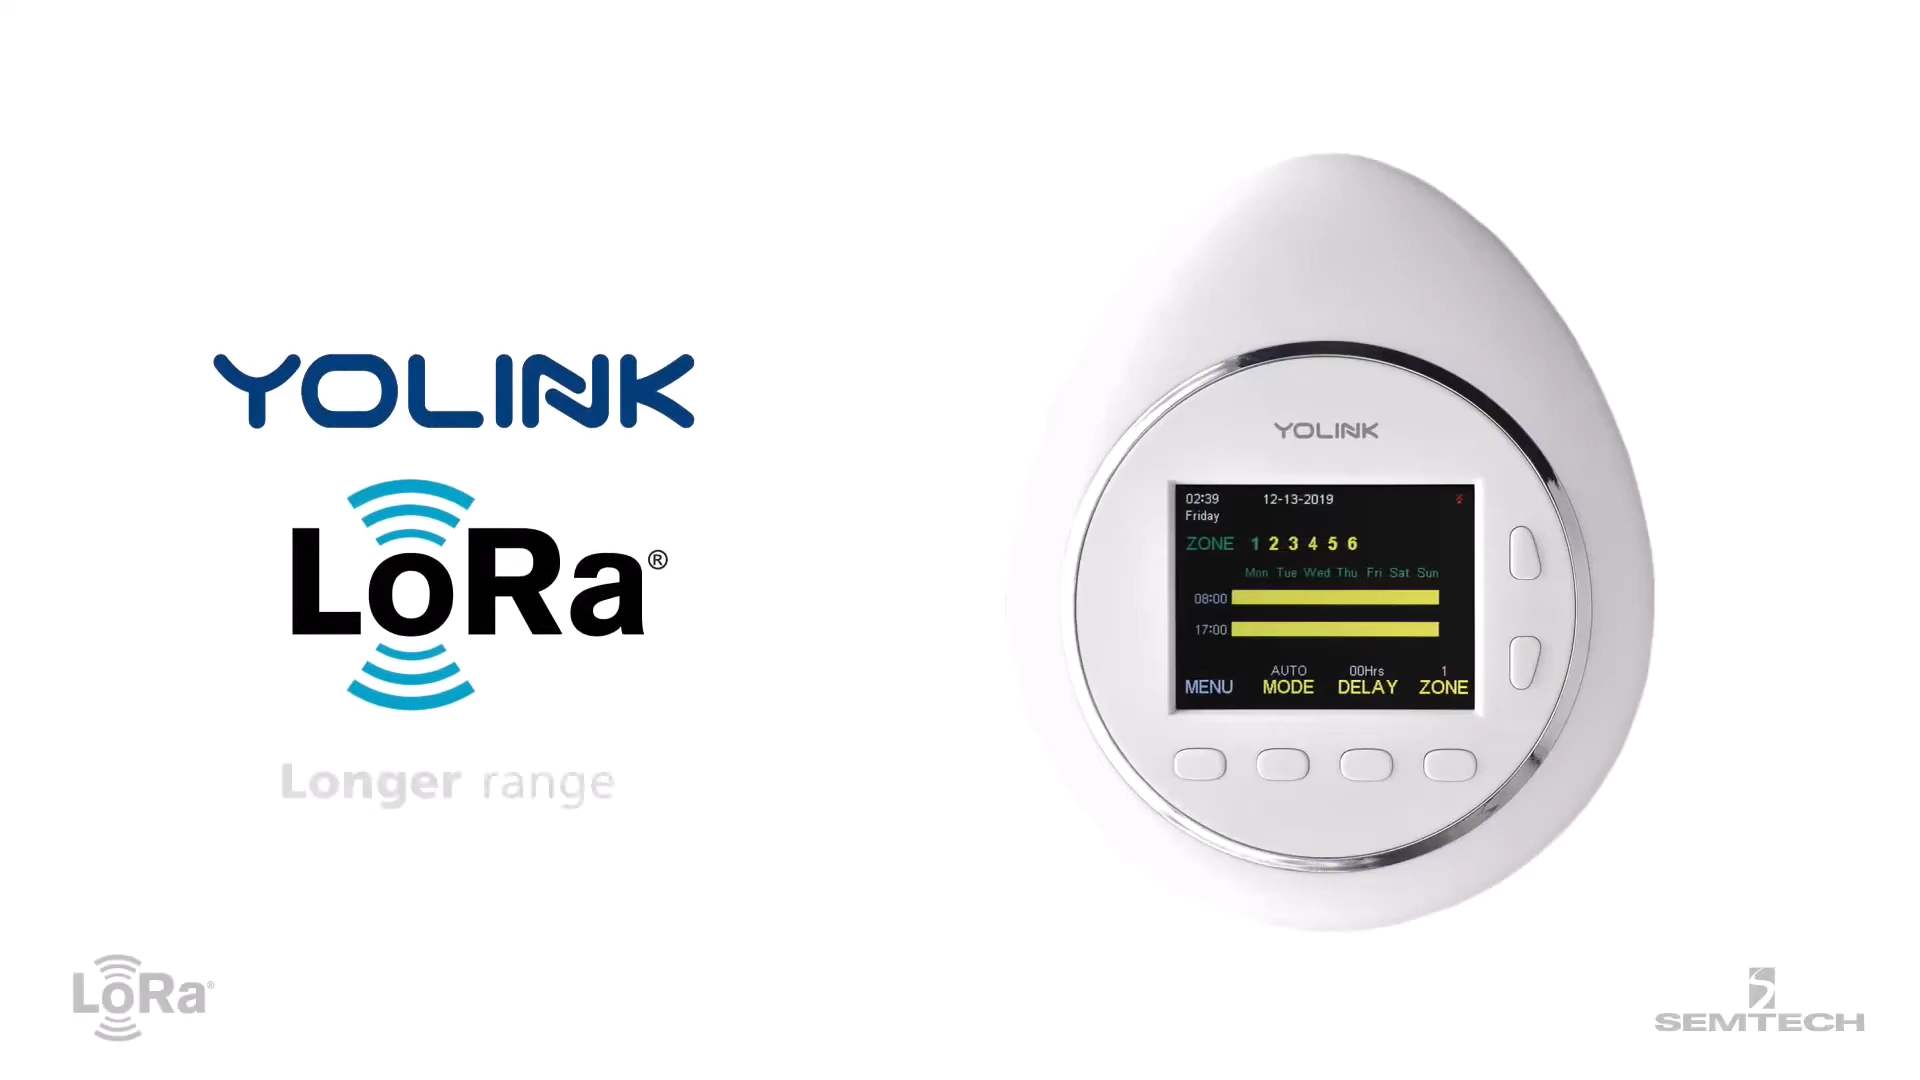 YOLINK
LoRa®
Longer range
YOLINK
02:39 12-13-2019
Friday
ZONE 1 2 3 4 5 6
Mon Tue Wed Thu Fri Sat Sun
08:00
17:00
AUTO 00Hrs 1
MENU MODE DELAY ZONE
LoRa®
SEMTECH